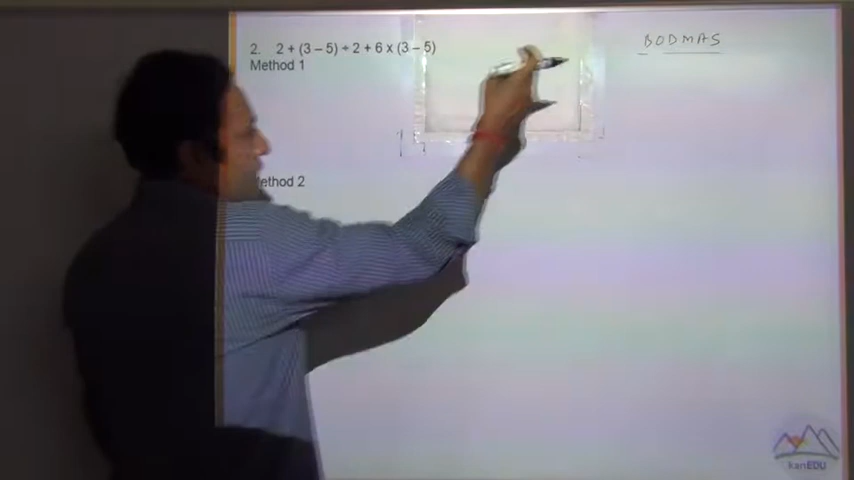 2. 2 + (3 – 5) ÷ 2 + 6 x (3 – 5)
BODMAS
Method 1
Method 2
kanEDU